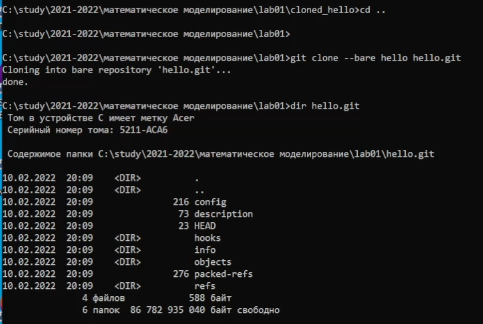 C:\study\2021-2022\математическое моделирование\lab01\cloned_hello>cd ..
C:\study\2021-2022\математическое моделирование\lab01>
C:\study\2021-2022\математическое моделирование\lab01>git clone --bare hello hello.git
Cloning into bare repository 'hello.git'...
done.
C:\study\2021-2022\математическое моделирование\lab01>dir hello.git
Том в устройстве C имеет метку Acer
Серийный номер тома: 5211-ACA6
Содержимое папки C:\study\2021-2022\математическое моделирование\lab01\hello.git
10.02.2022  20:09    <DIR>          .
10.02.2022  20:09    <DIR>          ..
10.02.2022  20:09               216 config
10.02.2022  20:09                73 description
10.02.2022  20:09                23 HEAD
10.02.2022  20:09    <DIR>          hooks
10.02.2022  20:09    <DIR>          info
10.02.2022  20:09    <DIR>          objects
10.02.2022  20:09               276 packed-refs
10.02.2022  20:09    <DIR>          refs
4 файлов            588 байт
6 папок  86 782 935 040 байт свободно